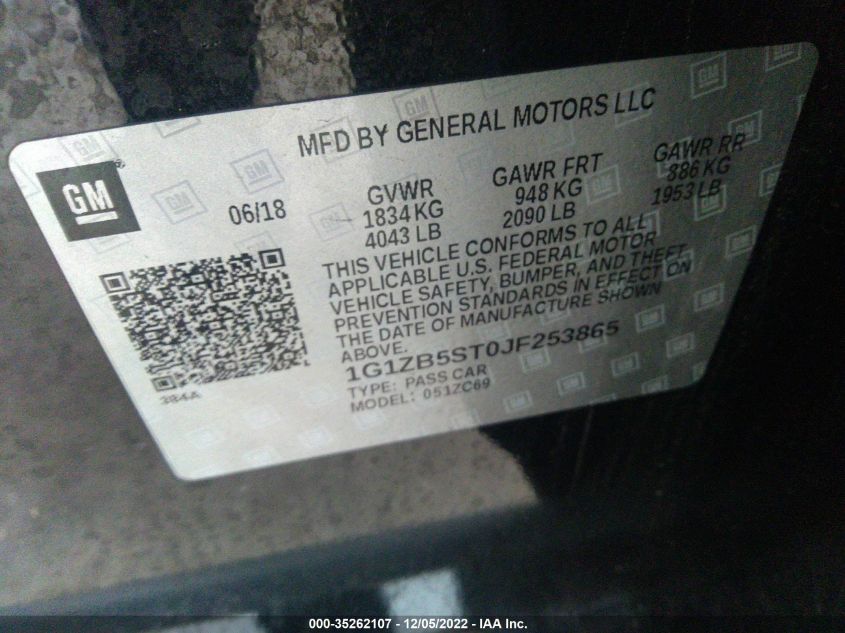 MFD BY GENERAL MOTORS LLC
GM
®
06/18
GVWR
1834 KG
4043 LB
GAWR FRT
948 KG
2090 LB
GAWR RR
886 KG
1953 LB
THIS VEHICLE CONFORMS TO ALL
APPLICABLE U.S. FEDERAL MOTOR
VEHICLE SAFETY, BUMPER, AND THEFT
PREVENTION STANDARDS IN EFFECT ON
THE DATE OF MANUFACTURE SHOWN
ABOVE.
1G1ZB5ST0JF253865
TYPE: PASS CAR
MODEL: 051ZC69
384A
000-35262107 - 12/05/2022 - IAA Inc.